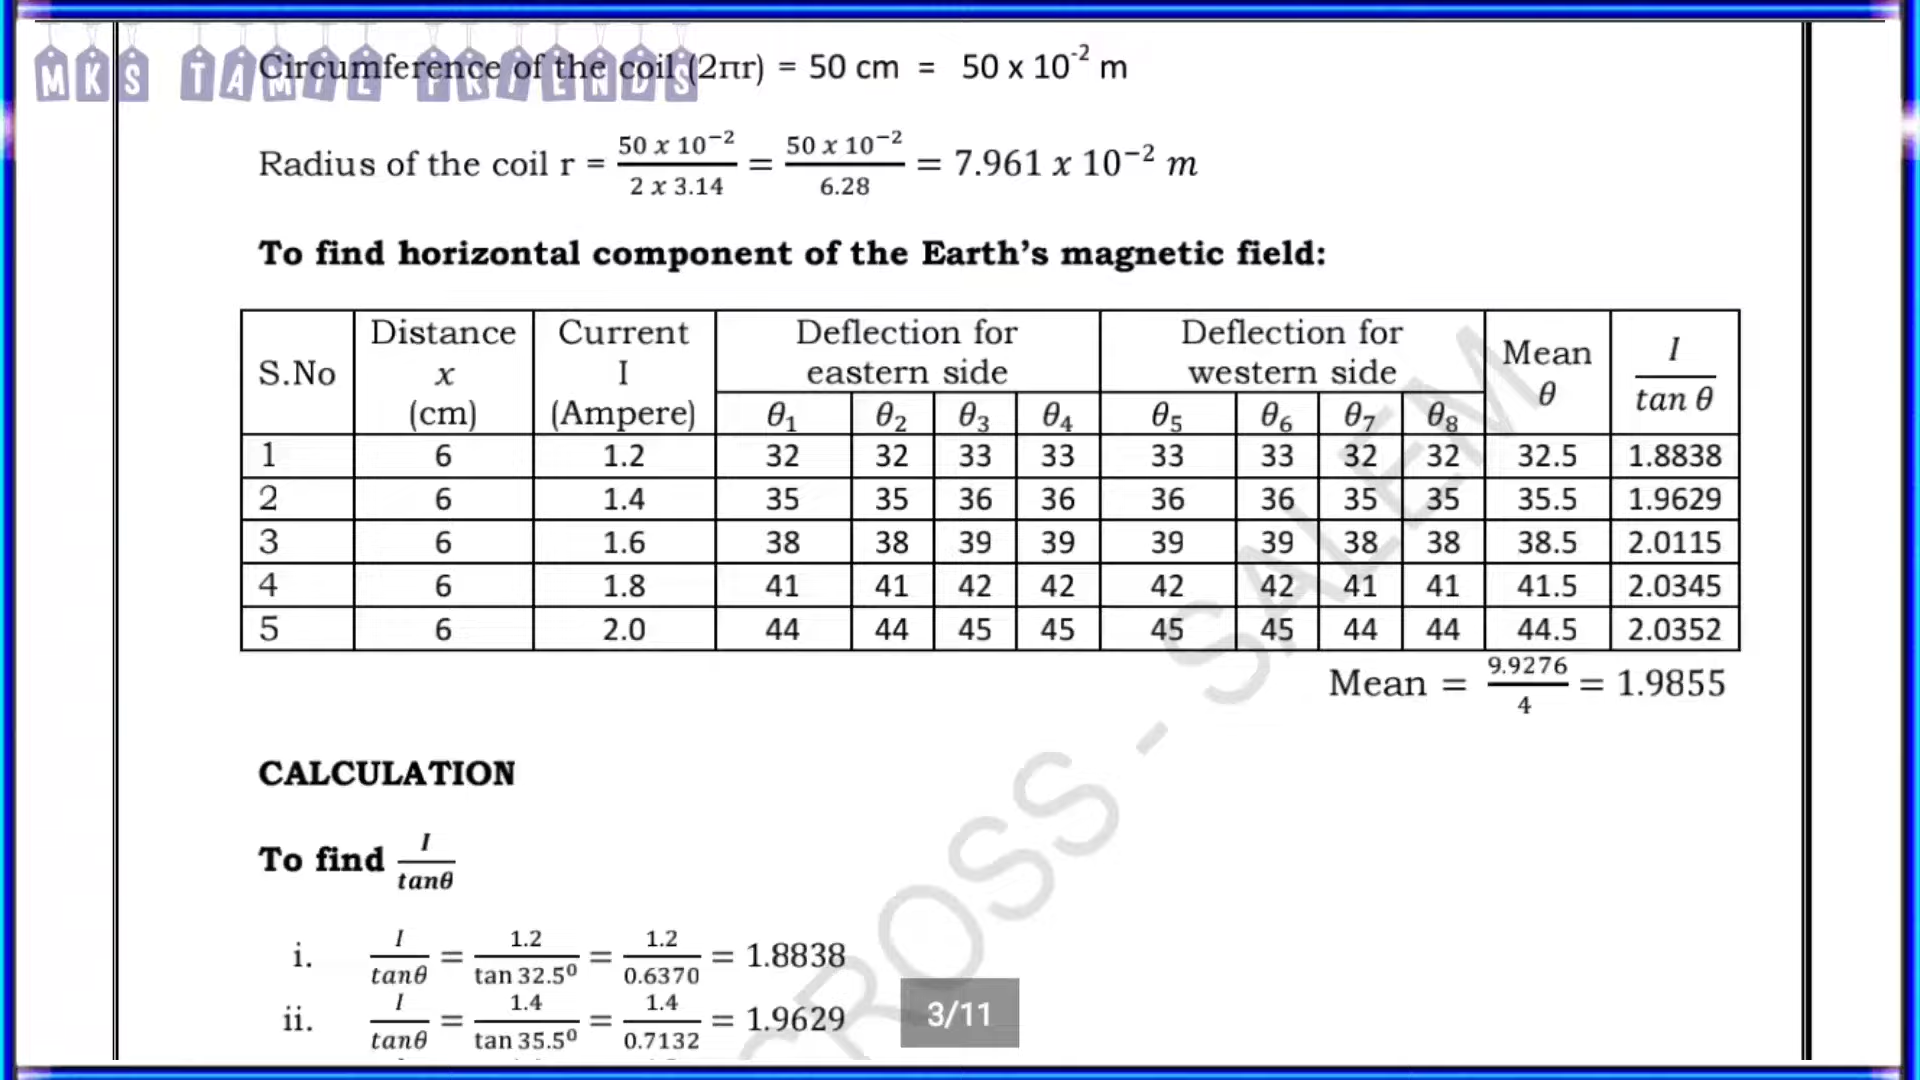 MKS TAMIL FRIENDS
Circumference of the coil (2πr) = 50 cm = 50 x 10⁻² m
Radius of the coil r = 50 x 10⁻² / 2 x 3.14 = 50 x 10⁻² / 6.28 = 7.961 x 10⁻² m
To find horizontal component of the Earth's magnetic field:
S.No Distance x (cm) Current I (Ampere) Deflection for eastern side Deflection for western side Mean θ I / tan θ
θ₁ θ₂ θ₃ θ₄ θ₅ θ₆ θ₇ θ₈
1 6 1.2 32 32 33 33 33 33 32 32 32.5 1.8838
2 6 1.4 35 35 36 36 36 36 35 35 35.5 1.9629
3 6 1.6 38 38 39 39 39 39 38 38 38.5 2.0115
4 6 1.8 41 41 42 42 42 42 41 41 41.5 2.0345
5 6 2.0 44 44 45 45 45 45 44 44 44.5 2.0352
Mean = 9.9276 / 4 = 1.9855
CALCULATION
To find I / tanθ
i. I / tanθ = 1.2 / tan 32.5⁰ = 1.2 / 0.6370 = 1.8838
ii. I / tanθ = 1.4 / tan 35.5⁰ = 1.4 / 0.7132 = 1.9629
3/11
ROSS - SALEM